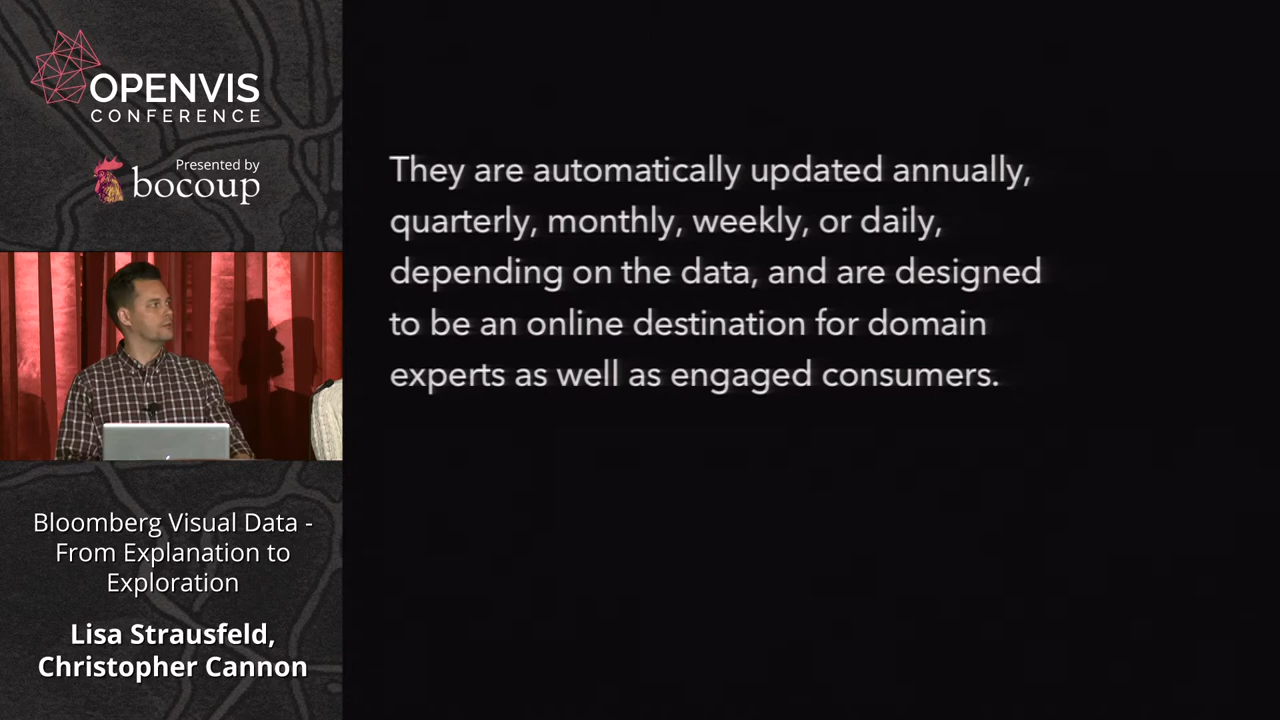 OPENVIS
CONFERENCE
Presented by
bocoup
Bloomberg Visual Data -
From Explanation to
Exploration
Lisa Strausfeld,
Christopher Cannon
They are automatically updated annually,
quarterly, monthly, weekly, or daily,
depending on the data, and are designed
to be an online destination for domain
experts as well as engaged consumers.